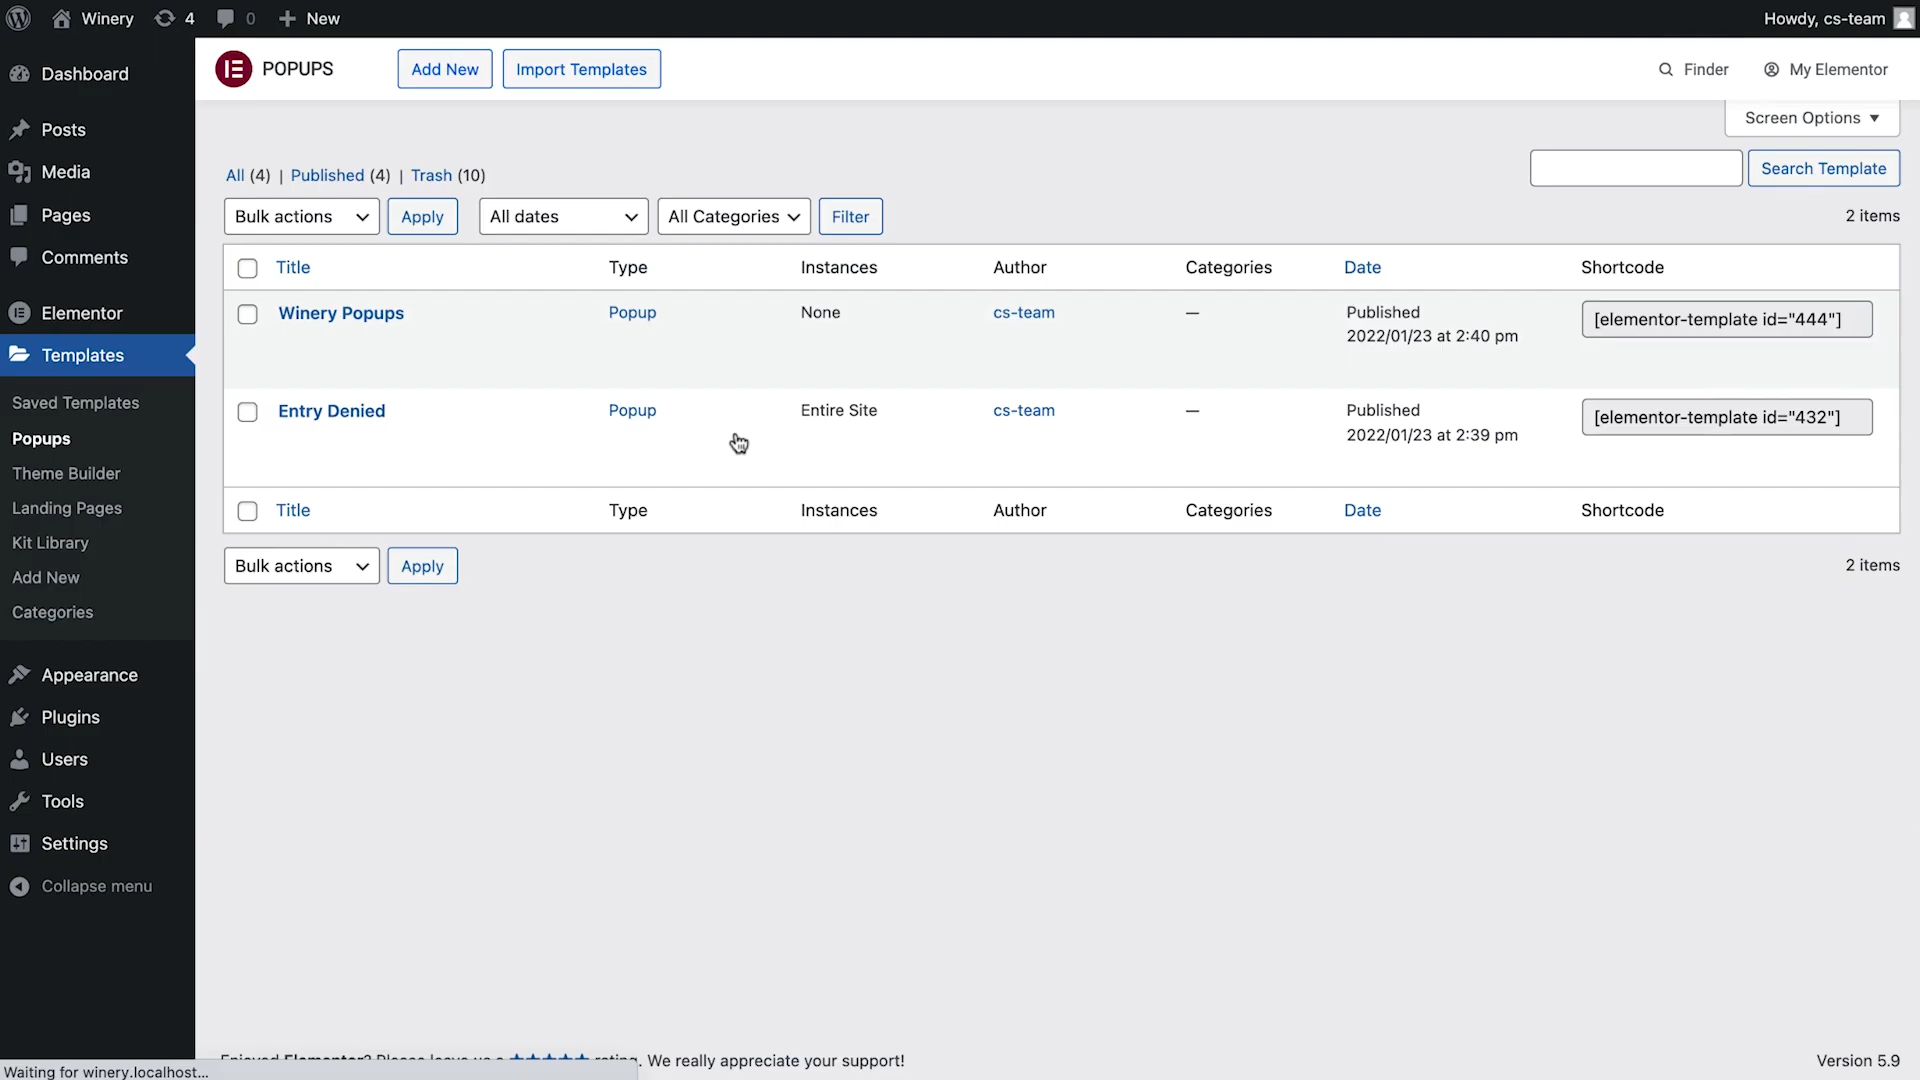 Winery 4 0 New Howdy, cs-team
POPUPS Add New Import Templates Finder My Elementor
Screen Options
Dashboard
Posts
Media
Pages
Comments
Elementor
Templates
Saved Templates
Popups
Theme Builder
Landing Pages
Kit Library
Add New
Categories
Appearance
Plugins
Users
Tools
Settings
Collapse menu
All (4) | Published (4) | Trash (10)
Search Template
Bulk actions Apply All dates All Categories Filter 2 items
Title Type Instances Author Categories Date Shortcode
Winery Popups Popup None cs-team — Published [elementor-template id="444"]
2022/01/23 at 2:40 pm
Entry Denied Popup Entire Site cs-team — Published [elementor-template id="432"]
2022/01/23 at 2:39 pm
Title Type Instances Author Categories Date Shortcode
Bulk actions Apply 2 items
Enjoyed Elementor? Please leave us a ★★★★★ rating. We really appreciate your support! Version 5.9
Waiting for winery.localhost...